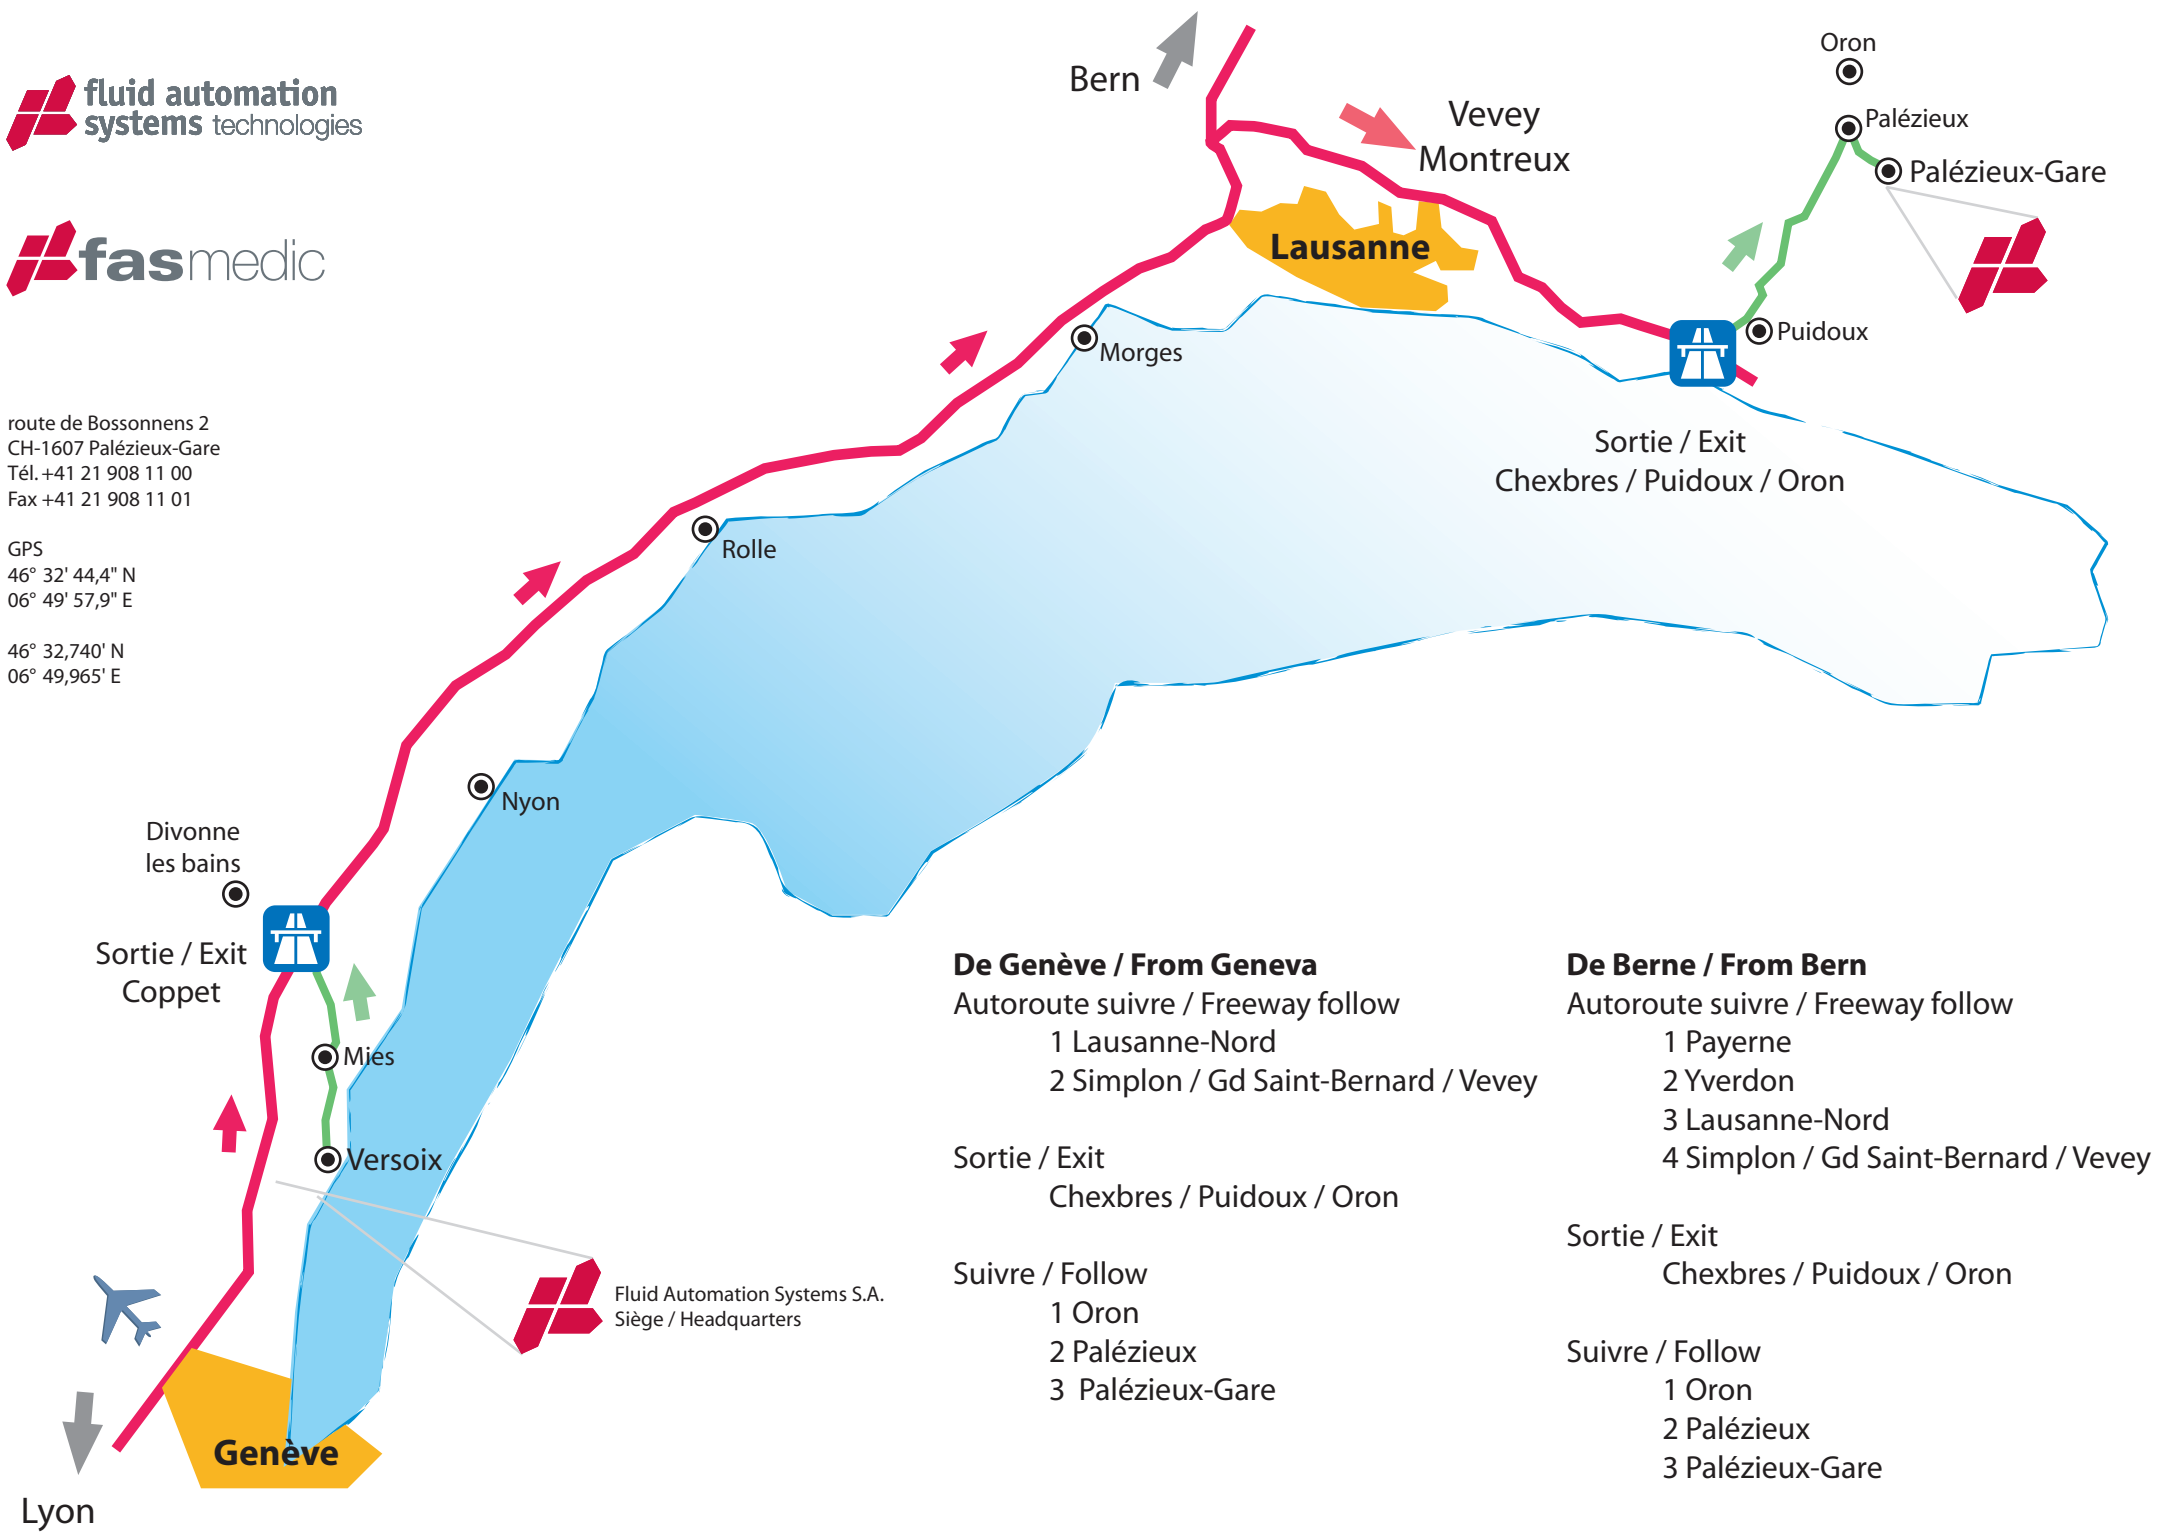 fluid automation
systems technologies
fasmedic
route de Bossonnens 2
CH-1607 Palézieux-Gare
Tél. +41 21 908 11 00
Fax +41 21 908 11 01
GPS
46° 32' 44,4" N
06° 49' 57,9" E
46° 32,740' N
06° 49,965' E
Bern
Vevey
Montreux
Oron
Palézieux
Palézieux-Gare
Lausanne
Puidoux
Morges
Sortie / Exit
Chexbres / Puidoux / Oron
Rolle
Nyon
Divonne
les bains
Sortie / Exit
Coppet
Mies
Versoix
Fluid Automation Systems S.A.
Siège / Headquarters
Genève
Lyon
De Genève / From Geneva
Autoroute suivre / Freeway follow
1 Lausanne-Nord
2 Simplon / Gd Saint-Bernard / Vevey
Sortie / Exit
Chexbres / Puidoux / Oron
Suivre / Follow
1 Oron
2 Palézieux
3 Palézieux-Gare
De Berne / From Bern
Autoroute suivre / Freeway follow
1 Payerne
2 Yverdon
3 Lausanne-Nord
4 Simplon / Gd Saint-Bernard / Vevey
Sortie / Exit
Chexbres / Puidoux / Oron
Suivre / Follow
1 Oron
2 Palézieux
3 Palézieux-Gare